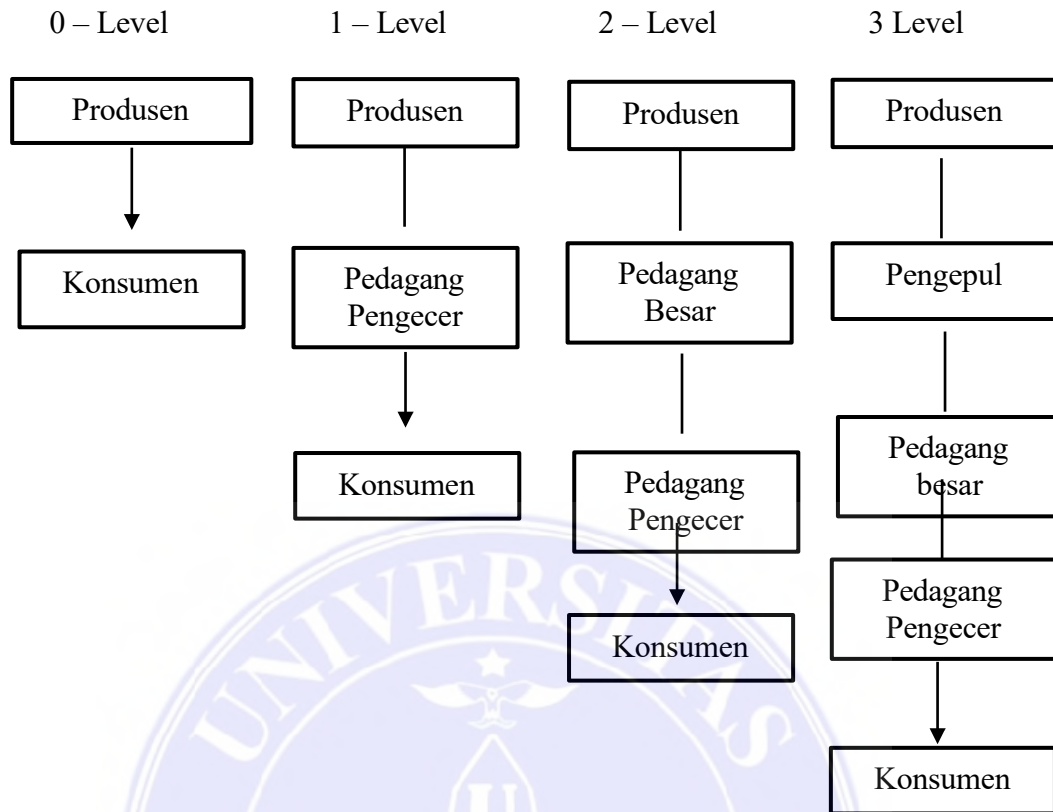 0 – Level
1 – Level
2 – Level
3 Level
Produsen
Produsen
Produsen
Produsen
Konsumen
Pedagang
Pengecer
Pedagang
Besar
Pengepul
Konsumen
Pedagang
Pengecer
Pedagang
besar
Konsumen
Pedagang
Pengecer
Konsumen
UNIVERSITAS
U